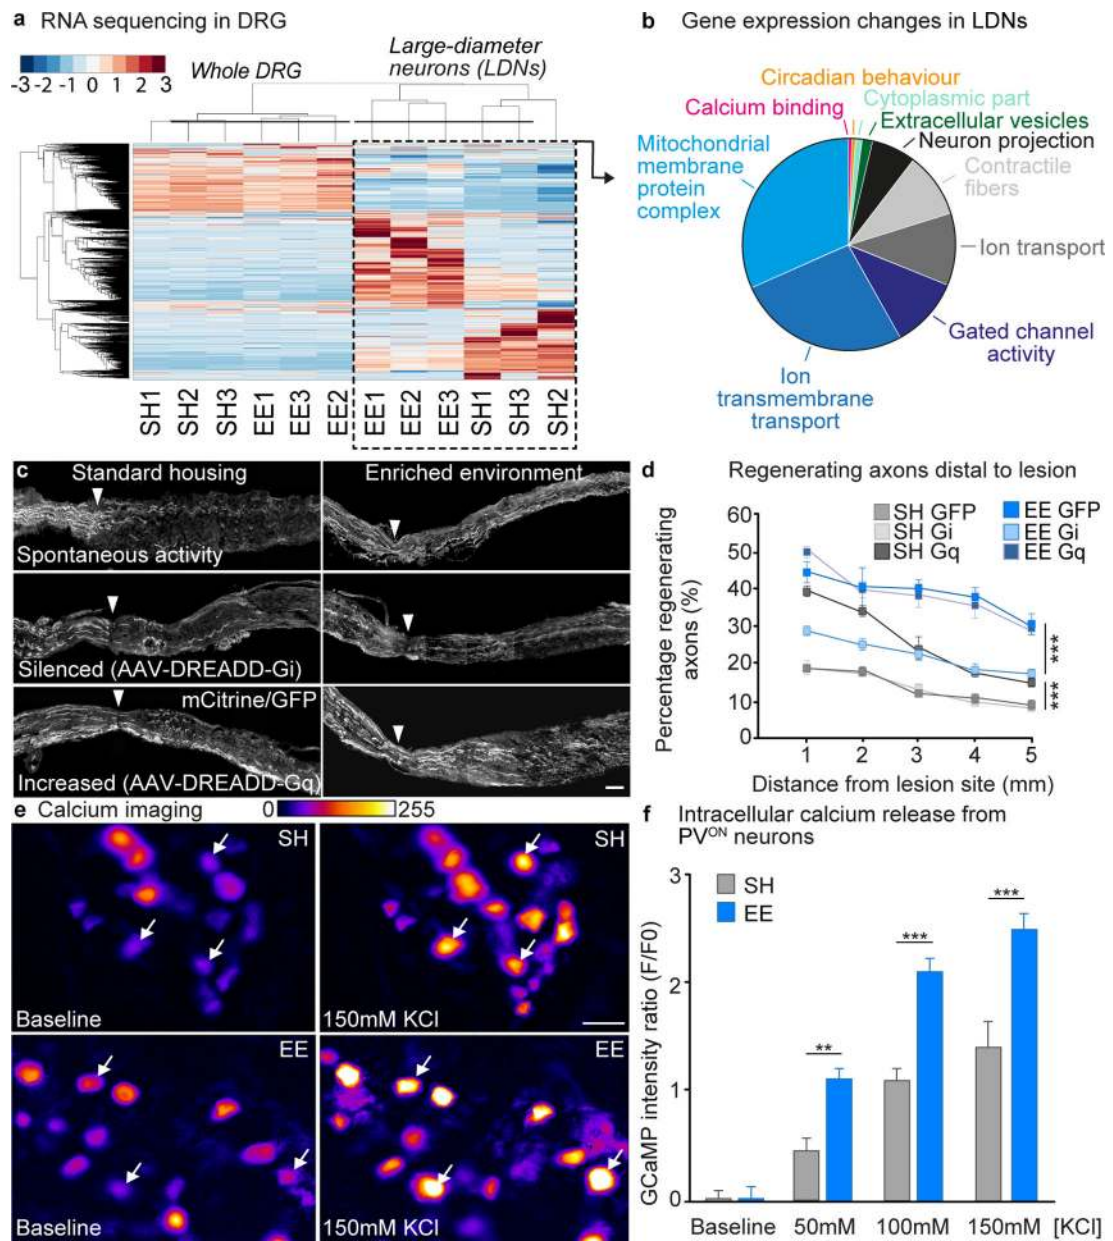 a RNA sequencing in DRG
-3 -2 -1 0 1 2 3
Whole DRG
Large-diameter
neurons (LDNs)
SH1 SH2 SH3 EE1 EE3 EE2 EE1 EE2 EE3 SH1 SH3 SH2
b Gene expression changes in LDNs
Circadian behaviour
Calcium binding
Cytoplasmic part
Extracellular vesicles
Mitochondrial
membrane
protein
complex
Neuron projection
Contractile
fibers
Ion transport
Gated channel
activity
Ion
transmembrane
transport
c Standard housing
Enriched environment
Spontaneous activity
Silenced (AAV-DREADD-Gi)
mCitrine/GFP
Increased (AAV-DREADD-Gq)
d Regenerating axons distal to lesion
SH GFP
SH Gi
SH Gq
EE GFP
EE Gi
EE Gq
Percentage regenerating
axons (%)
60
50
40
30
20
10
0
***
***
1 2 3 4 5
Distance from lesion site (mm)
e Calcium imaging
0 255
SH
Baseline
SH
150mM KCl
EE
Baseline
EE
150mM KCl
f Intracellular calcium release from
PVON neurons
SH
EE
GCaMP intensity ratio (F/F0)
3
2
1
0
**
***
***
Baseline 50mM 100mM 150mM [KCl]